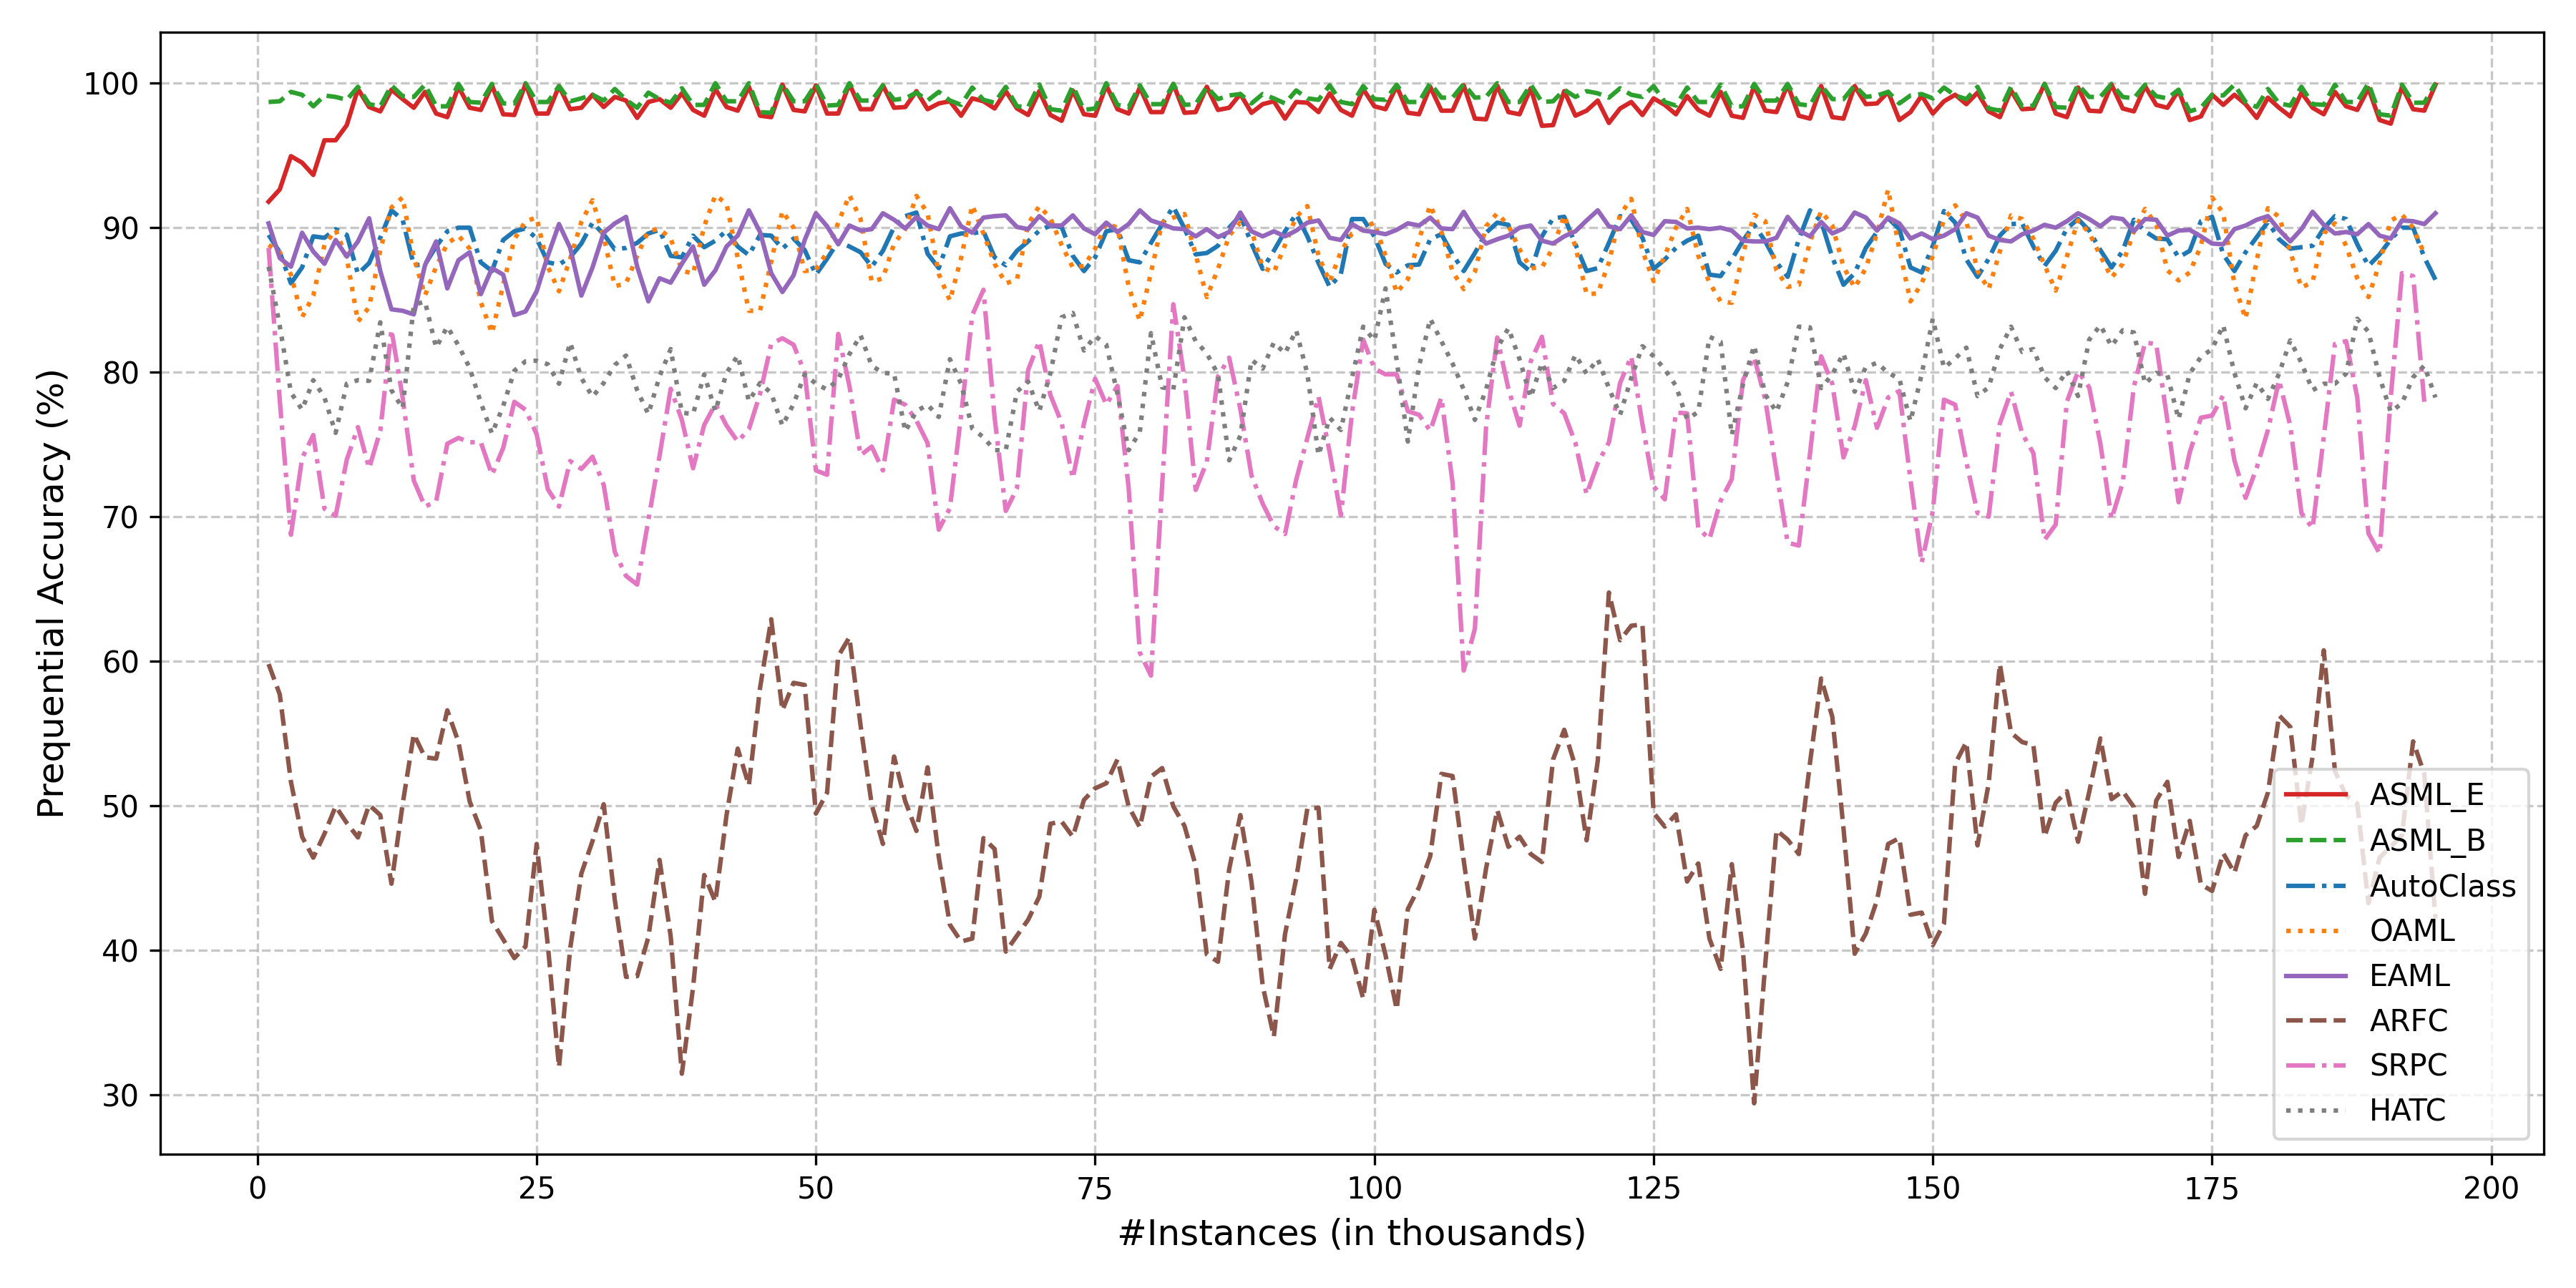 Prequential Accuracy (%)
100
90
80
70
60
50
40
30
0 25 50 75 100 125 150 175 200
#Instances (in thousands)
ASML_E
ASML_B
AutoClass
OAML
EAML
ARFC
SRPC
HATC